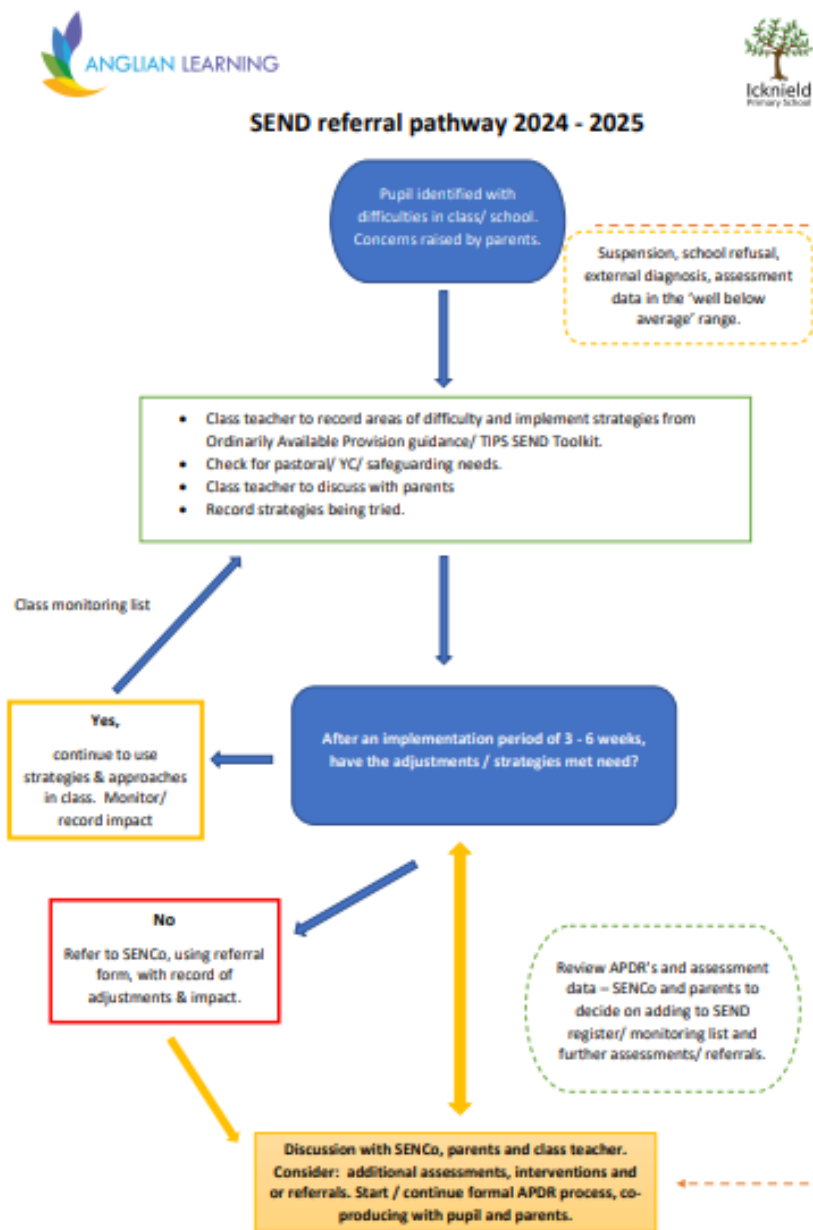 ANGLIAN LEARNING
Icknield
Primary School
SEND referral pathway 2024 - 2025
Pupil identified with
difficulties in class/ school.
Concerns raised by parents.
Suspension, school refusal,
external diagnosis, assessment
data in the 'well below
average' range.
• Class teacher to record areas of difficulty and implement strategies from
Ordinarily Available Provision guidance/ TIPS SEND Toolkit.
• Check for pastoral/ YC/ safeguarding needs.
• Class teacher to discuss with parents
• Record strategies being tried.
Class monitoring list
Yes,
continue to use
strategies & approaches
in class. Monitor/
record impact
After an implementation period of 3 - 6 weeks,
have the adjustments / strategies met need?
No
Refer to SENCo, using referral
form, with record of
adjustments & impact.
Review APDR's and assessment
data – SENCo and parents to
decide on adding to SEND
register/ monitoring list and
further assessments/ referrals.
Discussion with SENCo, parents and class teacher.
Consider: additional assessments, interventions and
or referrals. Start / continue formal APDR process, co-
producing with pupil and parents.